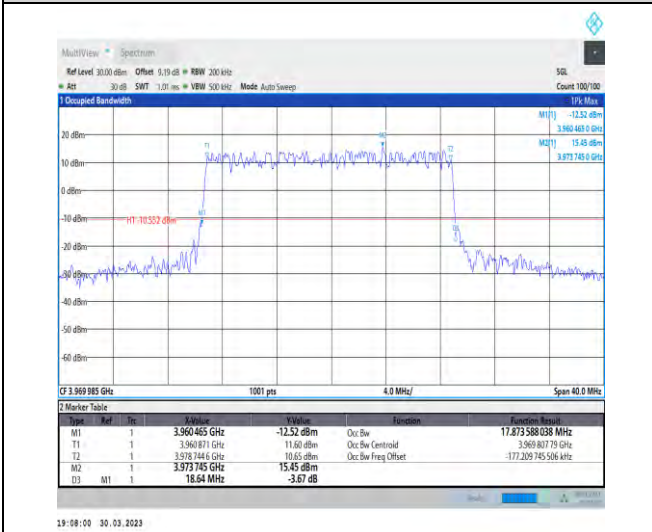 MultiView Spectrum
Ref Level 30.00 dBm Offset 9.19 dB RBW 200 kHz SGL
Att 30 dB SWT 1.01 ms VBW 500 kHz Mode Auto Sweep Count 100/100
1 Occupied Bandwidth 1Pk Max
M1[1] -12.52 dBm
3.960 465 0 GHz
M2[1] 15.45 dBm
3.973 745 0 GHz
20 dBm
T1
M2
T2
10 dBm
0 dBm
-10 dBm
M1
H1 -10.552 dBm
D3
-20 dBm
-30 dBm
-40 dBm
-50 dBm
-60 dBm
CF 3.969 985 GHz 1001 pts 4.0 MHz/ Span 40.0 MHz
2 Marker Table
Type Ref Trc X-Value Y-Value Function Function Result
M1 1 3.960 465 GHz -12.52 dBm Occ Bw 17.873 588 038 MHz
T1 1 3.960 871 GHz 11.60 dBm Occ Bw Centroid 3.969 807 79 GHz
T2 1 3.978 744 6 GHz 10.65 dBm Occ Bw Freq Offset -177.209 745 506 kHz
M2 1 3.973 745 GHz 15.45 dBm
D3 M1 1 18.64 MHz -3.67 dB
19:08:00 30.03.2023